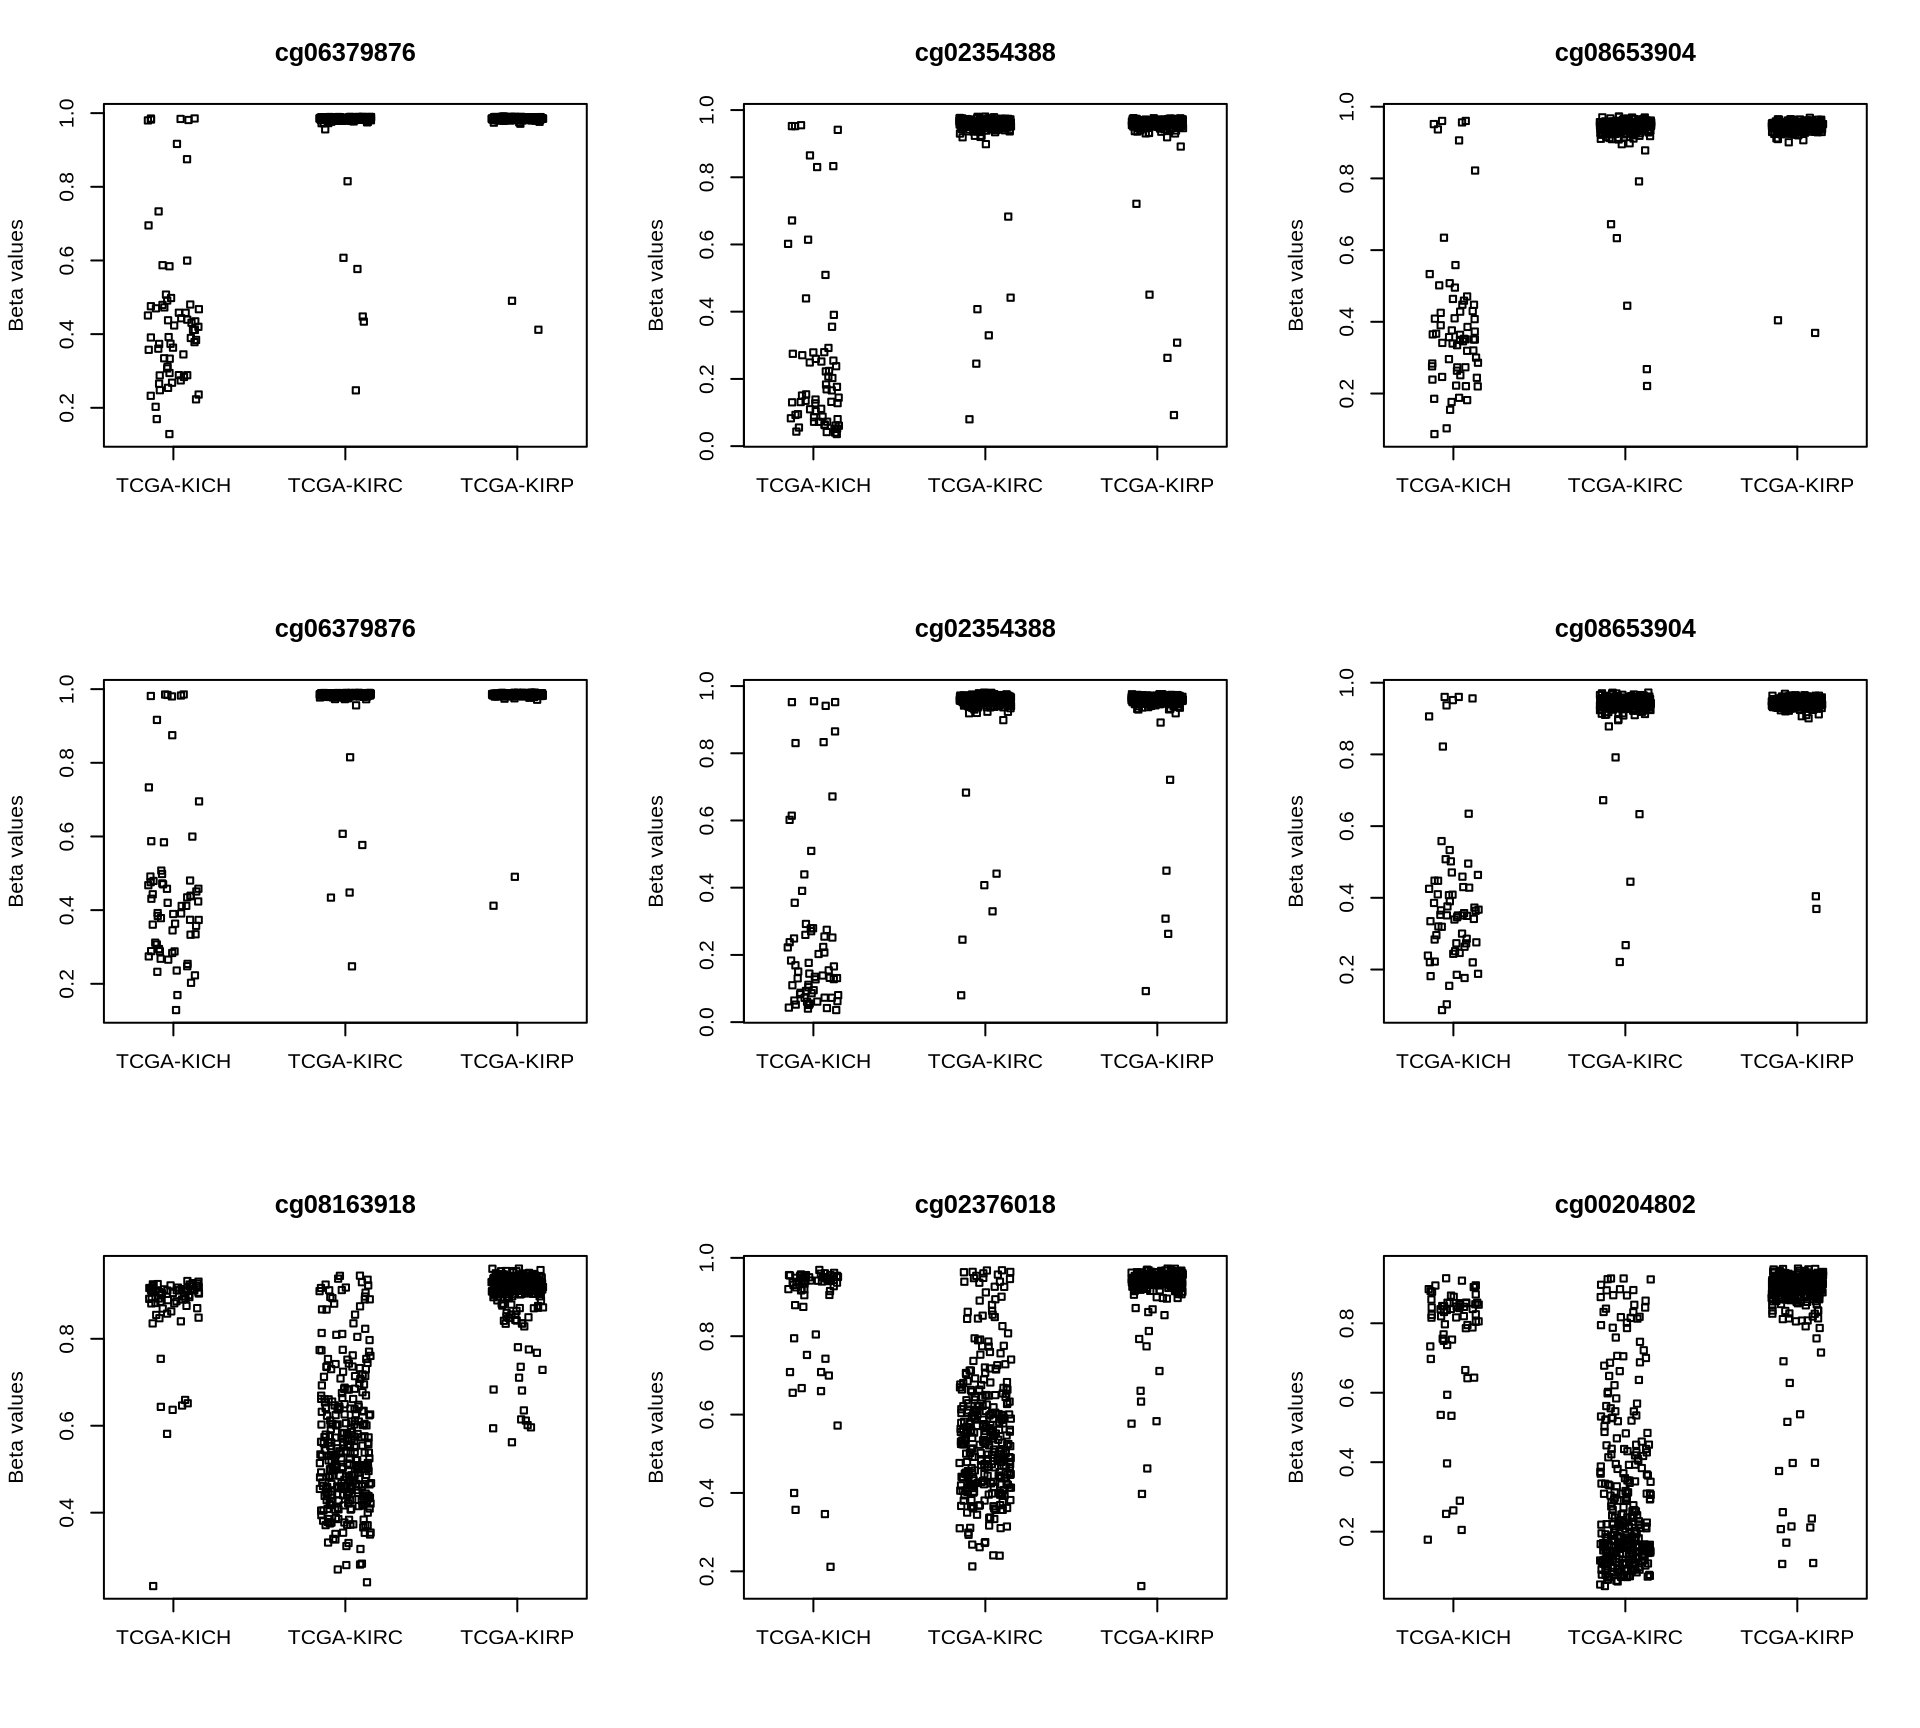 cg06379876
cg02354388
cg08653904
Beta values
0.2 0.4 0.6 0.8 1.0
TCGA-KICH TCGA-KIRC TCGA-KIRP
Beta values
0.0 0.2 0.4 0.6 0.8 1.0
TCGA-KICH TCGA-KIRC TCGA-KIRP
Beta values
0.2 0.4 0.6 0.8 1.0
TCGA-KICH TCGA-KIRC TCGA-KIRP
cg06379876
cg02354388
cg08653904
Beta values
0.2 0.4 0.6 0.8 1.0
TCGA-KICH TCGA-KIRC TCGA-KIRP
Beta values
0.0 0.2 0.4 0.6 0.8 1.0
TCGA-KICH TCGA-KIRC TCGA-KIRP
Beta values
0.2 0.4 0.6 0.8 1.0
TCGA-KICH TCGA-KIRC TCGA-KIRP
cg08163918
cg02376018
cg00204802
Beta values
0.4 0.6 0.8
TCGA-KICH TCGA-KIRC TCGA-KIRP
Beta values
0.2 0.4 0.6 0.8 1.0
TCGA-KICH TCGA-KIRC TCGA-KIRP
Beta values
0.2 0.4 0.6 0.8
TCGA-KICH TCGA-KIRC TCGA-KIRP